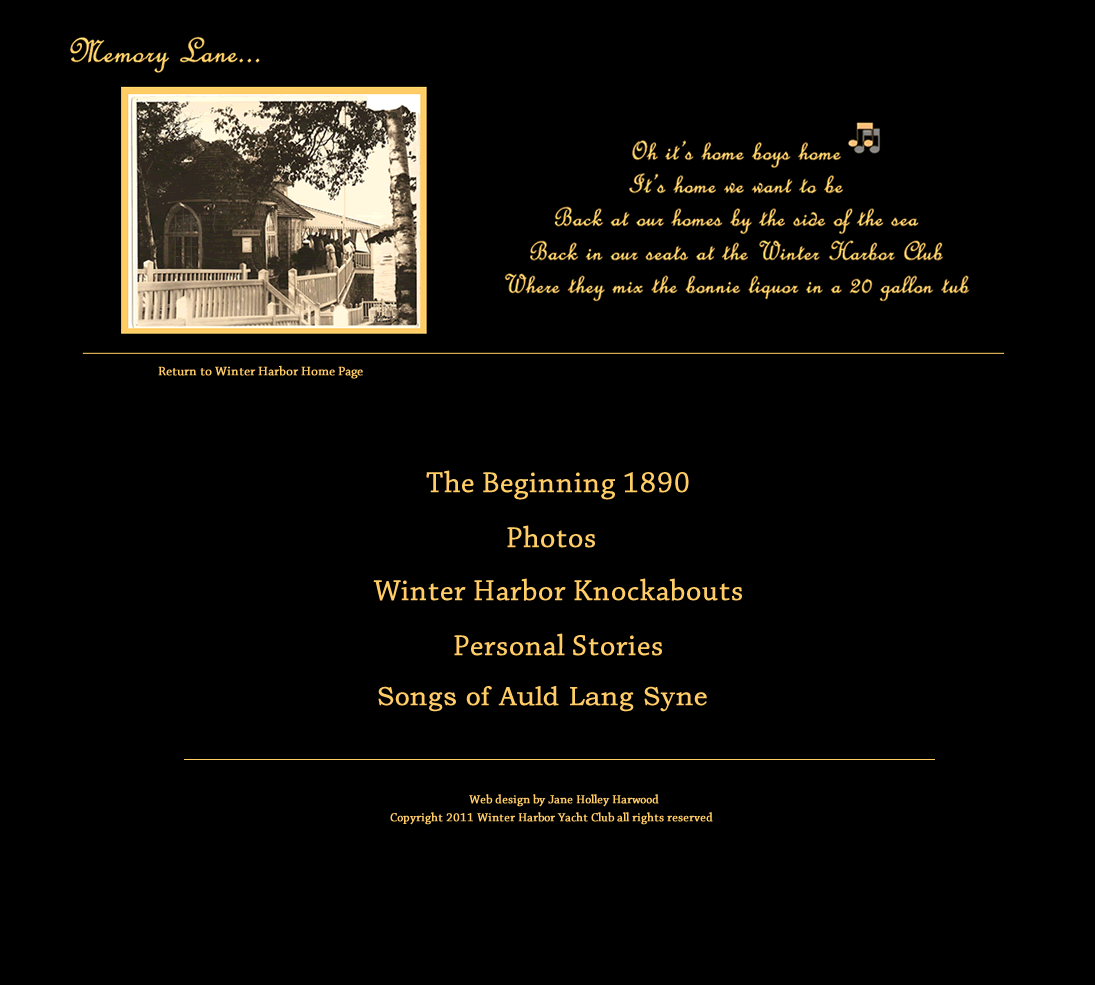 Memory Lane...
Oh it's home boys home
It's home we want to be
Back at our homes by the side of the sea
Back in our seats at the Winter Harbor Club
Where they mix the bonnie liquor in a 20 gallon tub
Return to Winter Harbor Home Page
The Beginning 1890
Photos
Winter Harbor Knockabouts
Personal Stories
Songs of Auld Lang Syne
Web design by Jane Holley Harwood
Copyright 2011 Winter Harbor Yacht Club all rights reserved